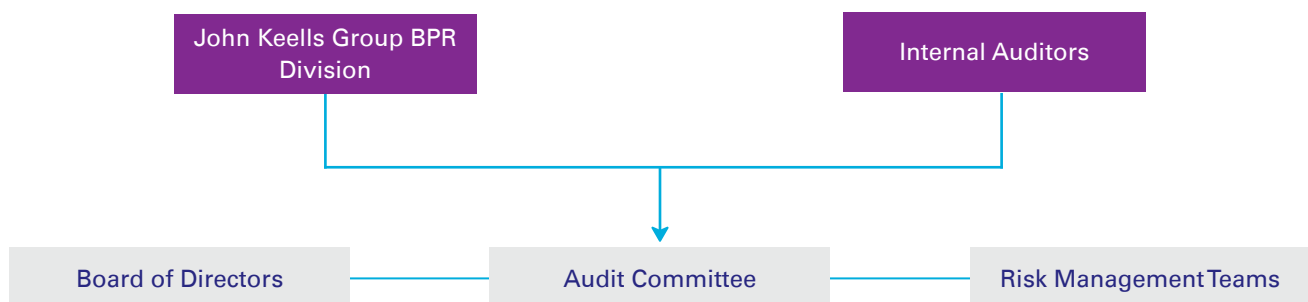 John Keells Group BPR
Division
Internal Auditors
Board of Directors
Audit Committee
Risk Management Teams